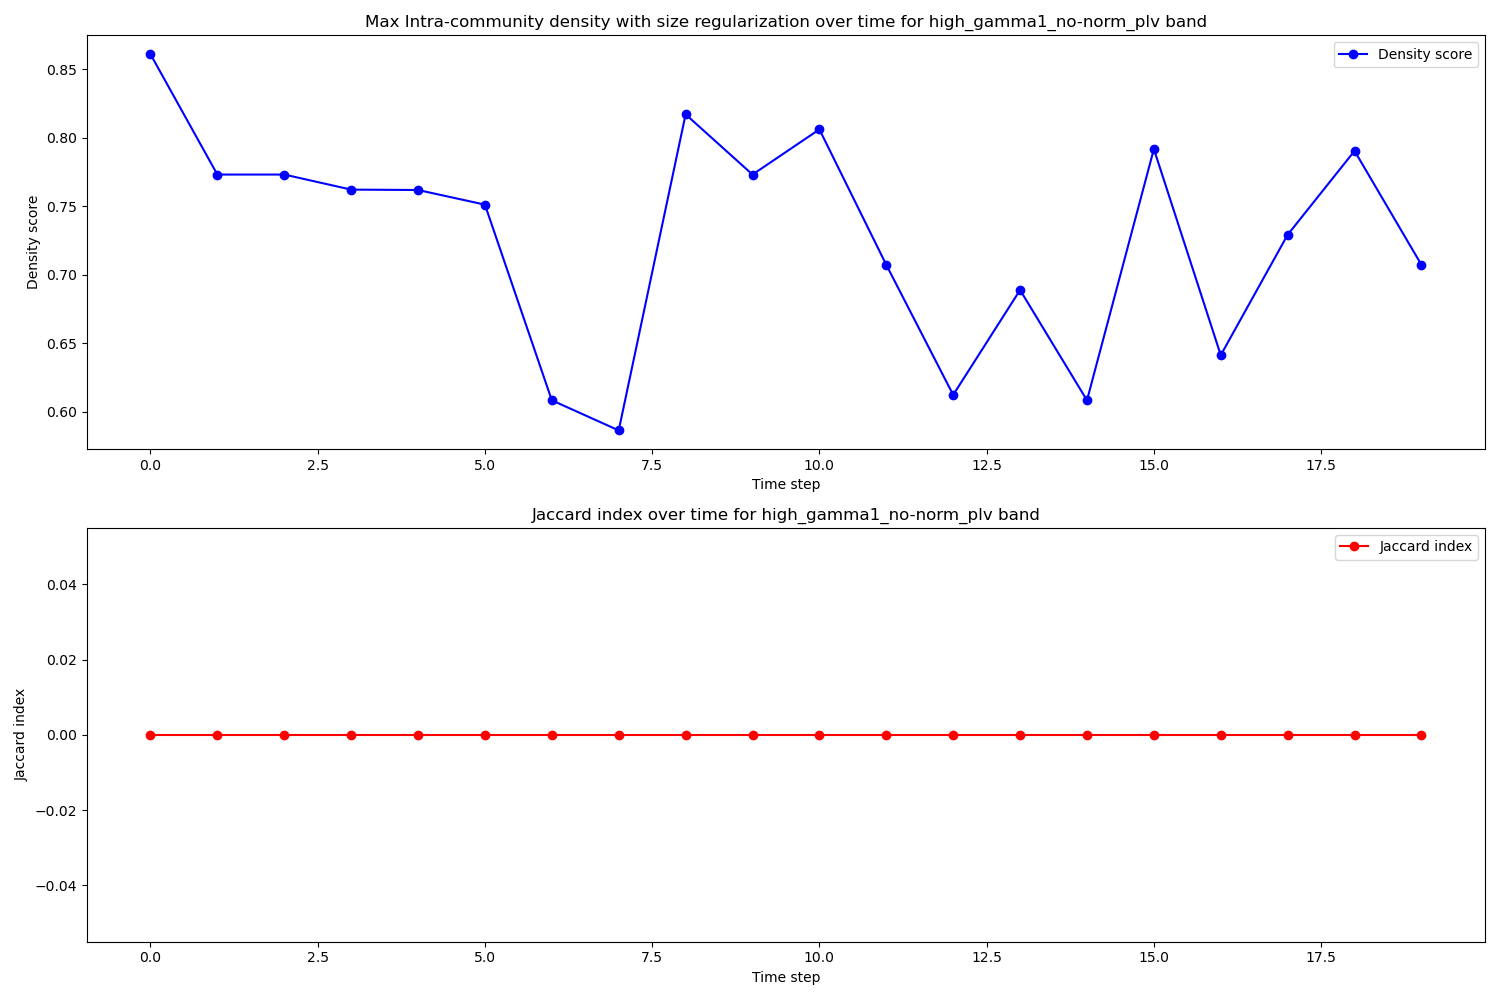 Max Intra-community density with size regularization over time for high_gamma1_no-norm_plv band
Density score
0.85
0.80
0.75
0.70
0.65
0.60
Density score
0.0 2.5 5.0 7.5 10.0 12.5 15.0 17.5
Time step
Jaccard index over time for high_gamma1_no-norm_plv band
Jaccard index
0.04
0.02
0.00
−0.02
−0.04
Jaccard index
0.0 2.5 5.0 7.5 10.0 12.5 15.0 17.5
Time step